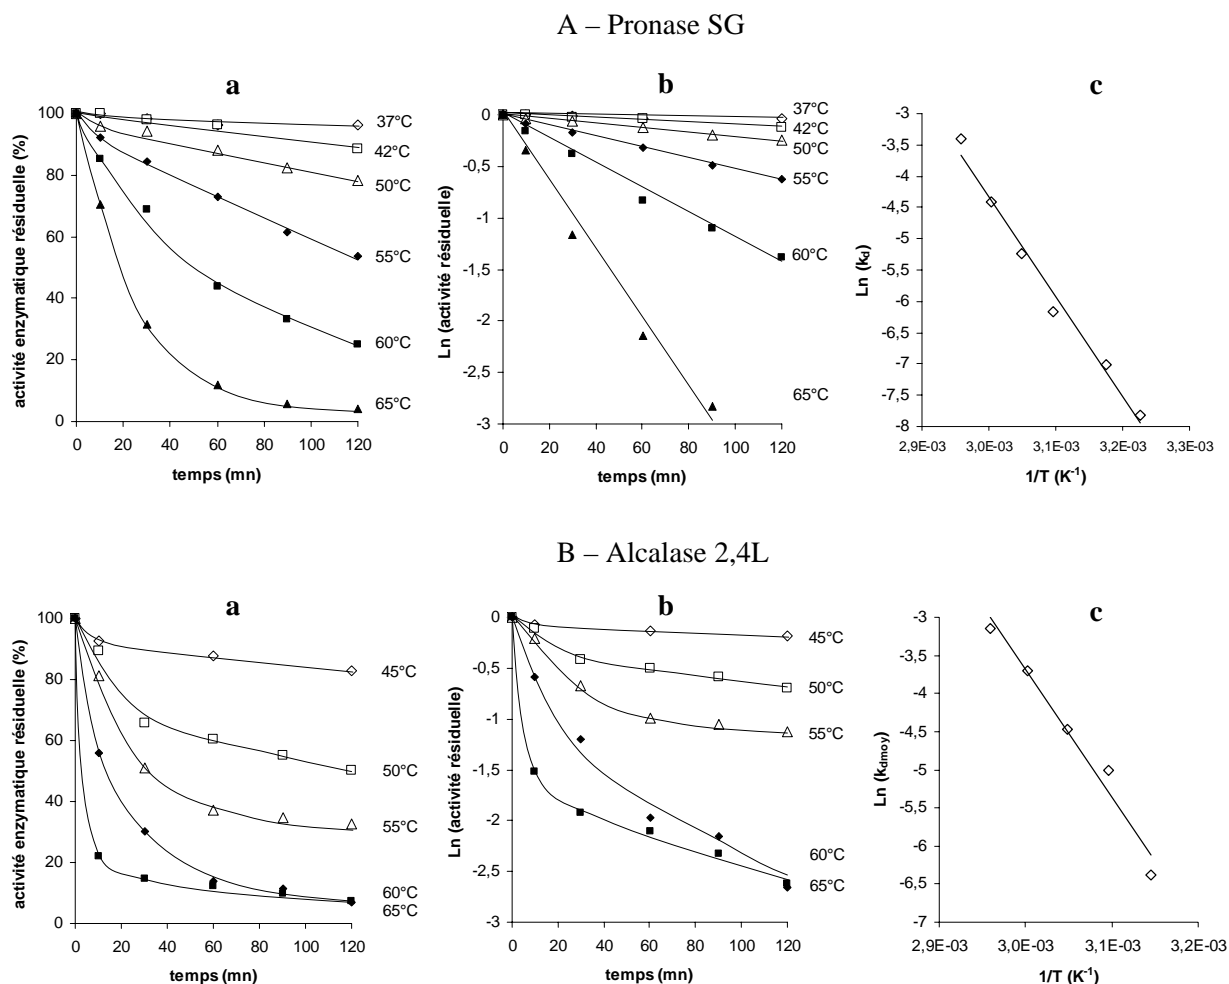 A – Pronase SG
a
b
c
activité enzymatique résiduelle (%)
100
80
60
40
20
0
37°C
42°C
50°C
55°C
60°C
65°C
0 20 40 60 80 100 120
temps (mn)
Ln (activité résiduelle)
0
-0,5
-1
-1,5
-2
-2,5
-3
37°C
42°C
50°C
55°C
60°C
65°C
0 20 40 60 80 100 120
temps (mn)
Ln (kd)
-3
-3,5
-4
-4,5
-5
-5,5
-6
-6,5
-7
-7,5
-8
2,9E-03 3,0E-03 3,1E-03 3,2E-03 3,3E-03
1/T (K-1)
B – Alcalase 2,4L
a
b
c
activité enzymatique résiduelle (%)
100
80
60
40
20
0
45°C
50°C
55°C
60°C
65°C
0 20 40 60 80 100 120
temps (mn)
Ln (activité résiduelle)
0
-0,5
-1
-1,5
-2
-2,5
-3
45°C
50°C
55°C
60°C
65°C
0 20 40 60 80 100 120
temps (mn)
Ln (kdmoy)
-3
-3,5
-4
-4,5
-5
-5,5
-6
-6,5
-7
2,9E-03 3,0E-03 3,1E-03 3,2E-03
1/T (K-1)